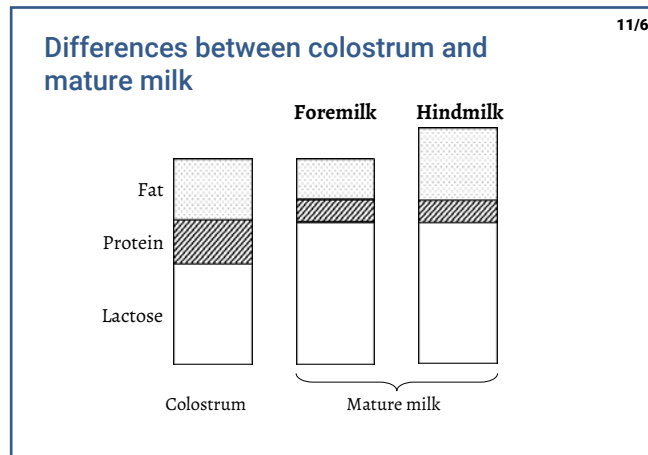 11/6
Differences between colostrum and
mature milk
Foremilk Hindmilk
Fat
Protein
Lactose
Colostrum Mature milk